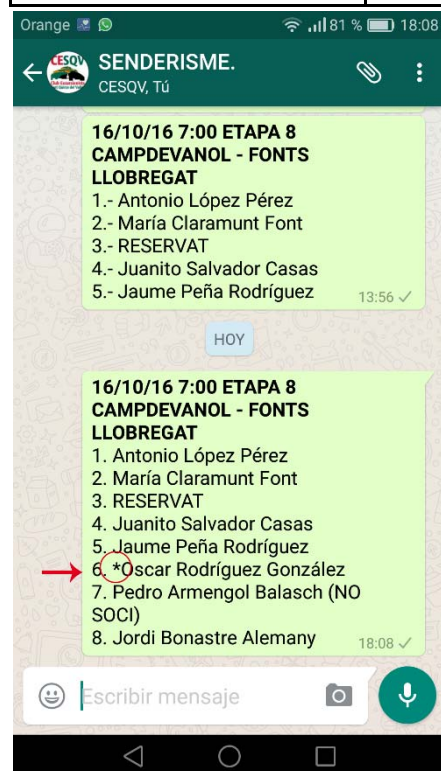 Orange 81 % 18:08
CESQV SENDERISME.
CESQV, Tú
16/10/16 7:00 ETAPA 8
CAMPDEVANOL - FONTS
LLOBREGAT
1.- Antonio López Pérez
2.- María Claramunt Font
3.- RESERVAT
4.- Juanito Salvador Casas
5.- Jaume Peña Rodríguez 13:56
HOY
16/10/16 7:00 ETAPA 8
CAMPDEVANOL - FONTS
LLOBREGAT
1. Antonio López Pérez
2. María Claramunt Font
3. RESERVAT
4. Juanito Salvador Casas
5. Jaume Peña Rodríguez
6. *Oscar Rodríguez González
7. Pedro Armengol Balasch (NO
SOCI)
8. Jordi Bonastre Alemany 18:08
Escribir mensaje